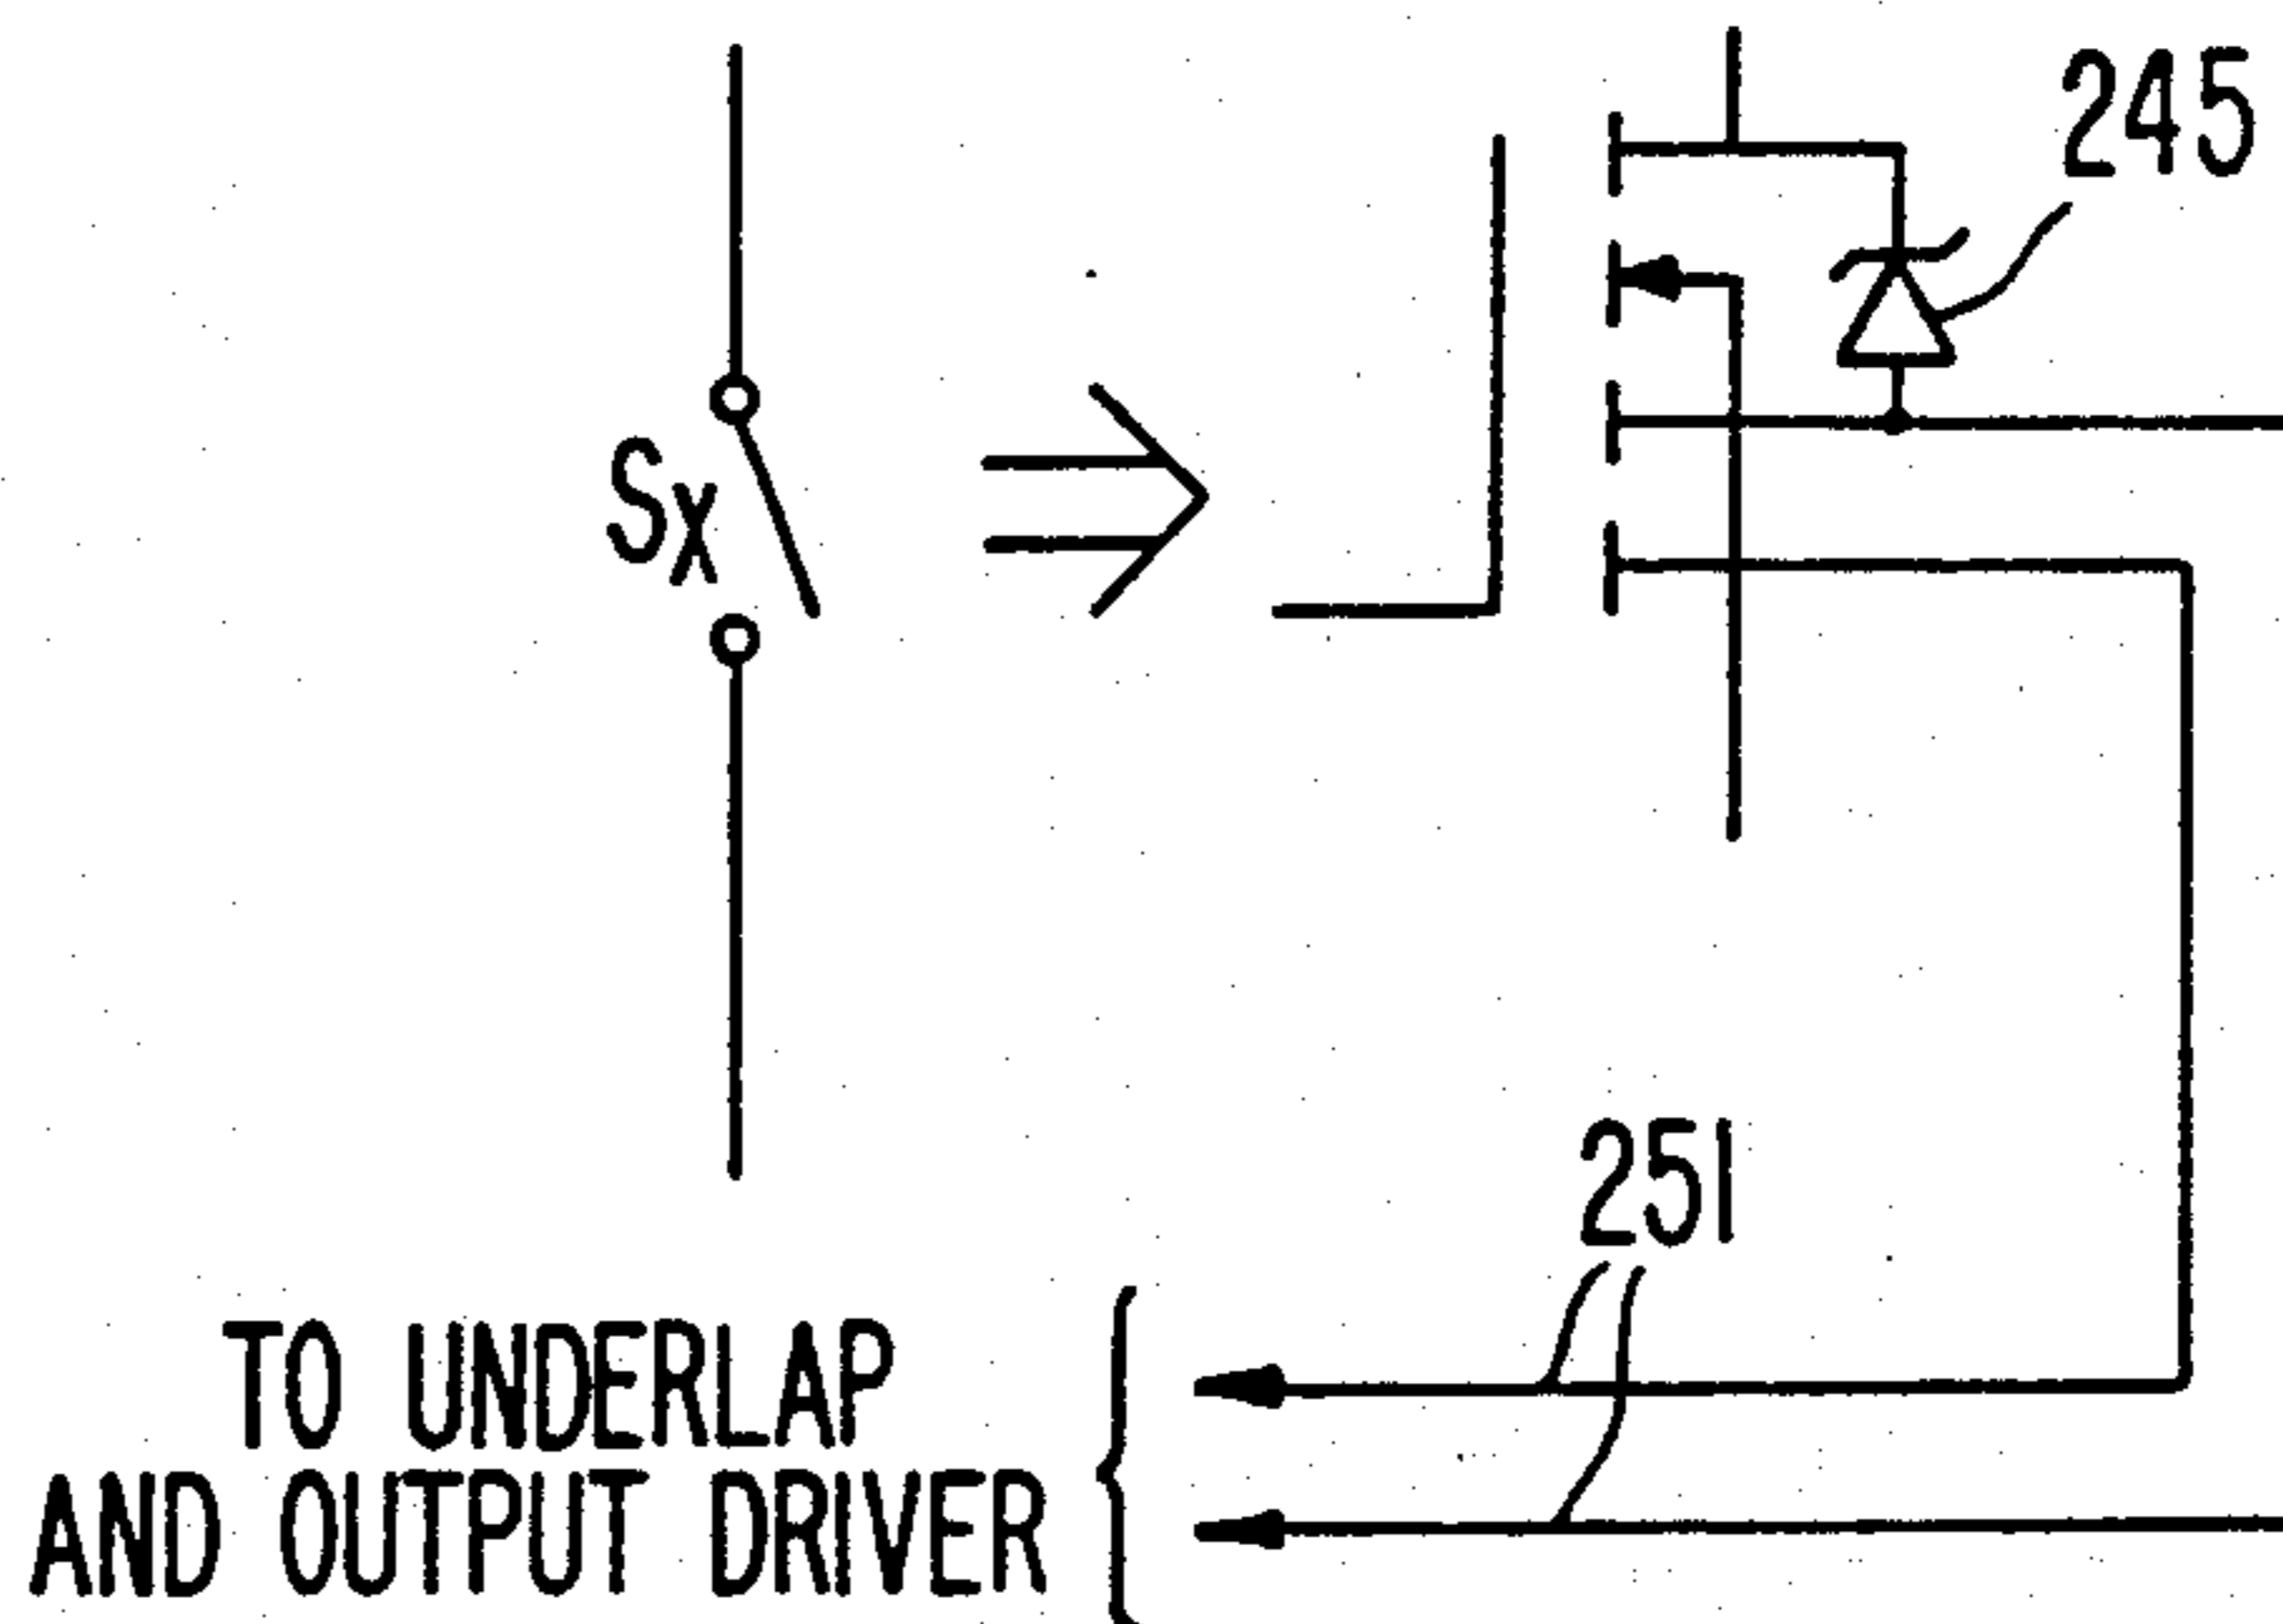 245
SX
251
TO UNDERLAP
AND OUTPUT DRIVER